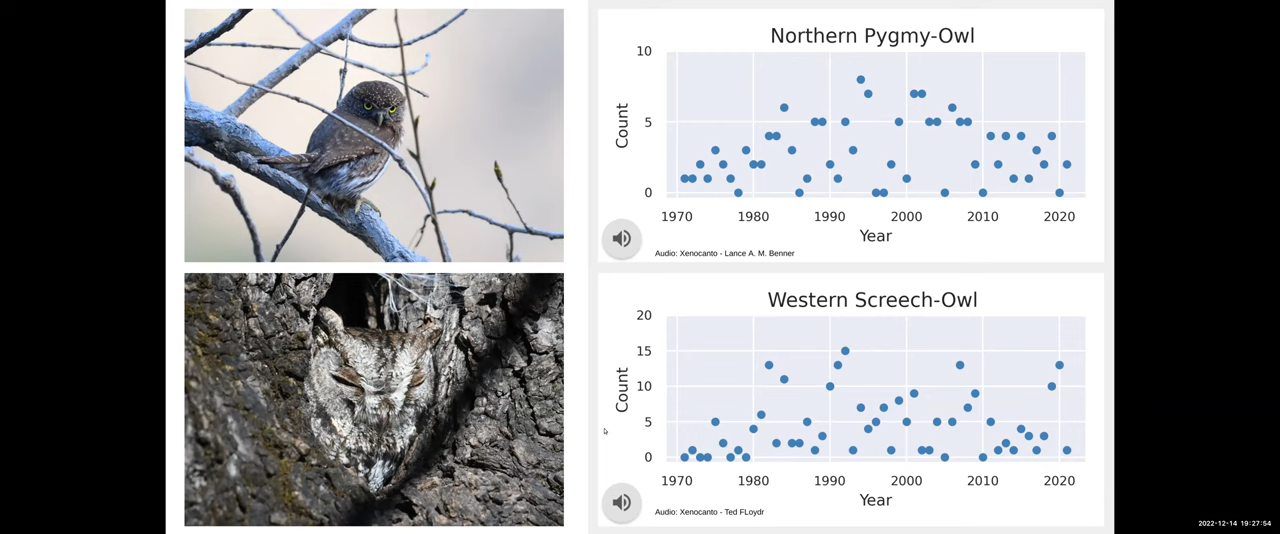 Northern Pygmy-Owl
10
5
0
Count
1970 1980 1990 2000 2010 2020
Year
Audio: Xenocanto - Lance A. M. Benner
Western Screech-Owl
20
15
10
5
0
Count
1970 1980 1990 2000 2010 2020
Year
Audio: Xenocanto - Ted FLoydr
2022-12-14 19:27:54